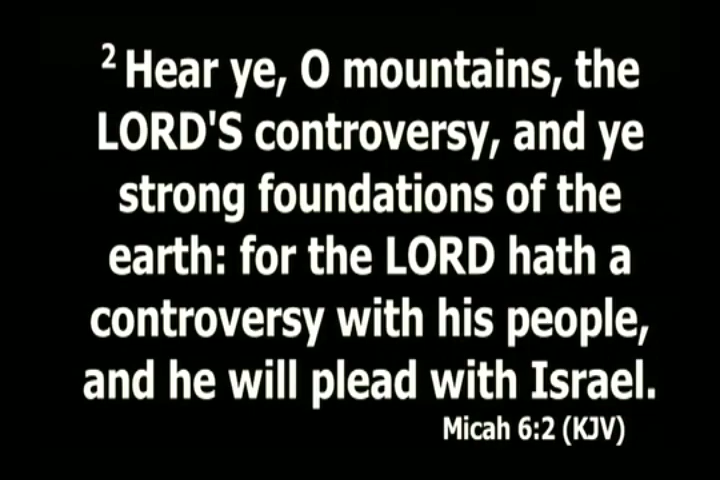 2 Hear ye, O mountains, the
LORD'S controversy, and ye
strong foundations of the
earth: for the LORD hath a
controversy with his people,
and he will plead with Israel.
Micah 6:2 (KJV)